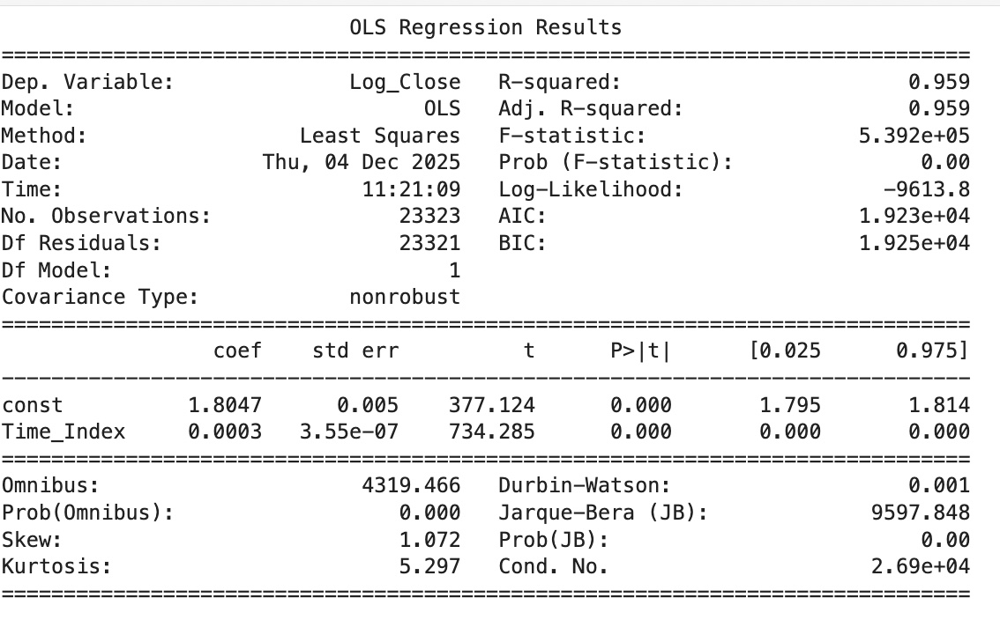 OLS Regression Results
==============================================================================
Dep. Variable: Log_Close R-squared: 0.959
Model: OLS Adj. R-squared: 0.959
Method: Least Squares F-statistic: 5.392e+05
Date: Thu, 04 Dec 2025 Prob (F-statistic): 0.00
Time: 11:21:09 Log-Likelihood: -9613.8
No. Observations: 23323 AIC: 1.923e+04
Df Residuals: 23321 BIC: 1.925e+04
Df Model: 1
Covariance Type: nonrobust
==============================================================================
coef std err t P>|t| [0.025 0.975]
------------------------------------------------------------------------------
const 1.8047 0.005 377.124 0.000 1.795 1.814
Time_Index 0.0003 3.55e-07 734.285 0.000 0.000 0.000
==============================================================================
Omnibus: 4319.466 Durbin-Watson: 0.001
Prob(Omnibus): 0.000 Jarque-Bera (JB): 9597.848
Skew: 1.072 Prob(JB): 0.00
Kurtosis: 5.297 Cond. No. 2.69e+04
==============================================================================